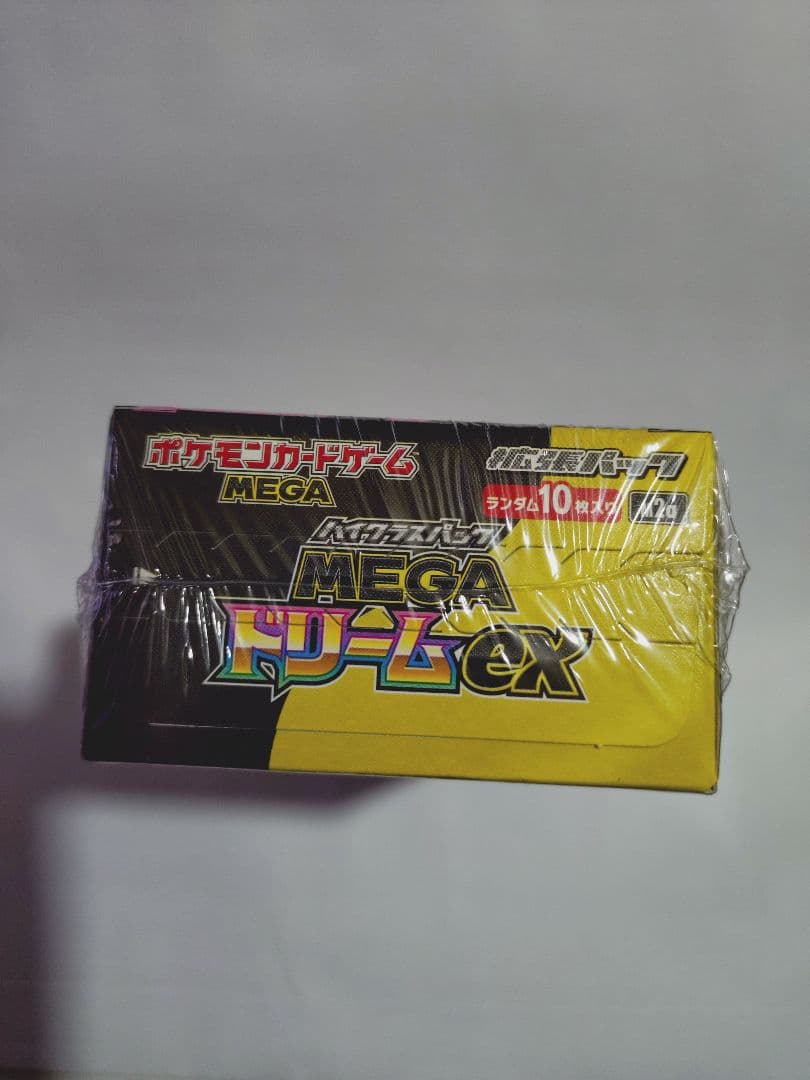 ポケモンカードゲーム
MEGA
拡張パック
ランダム10枚入り M2a
ハイクラスパック
MEGA
ドリームex